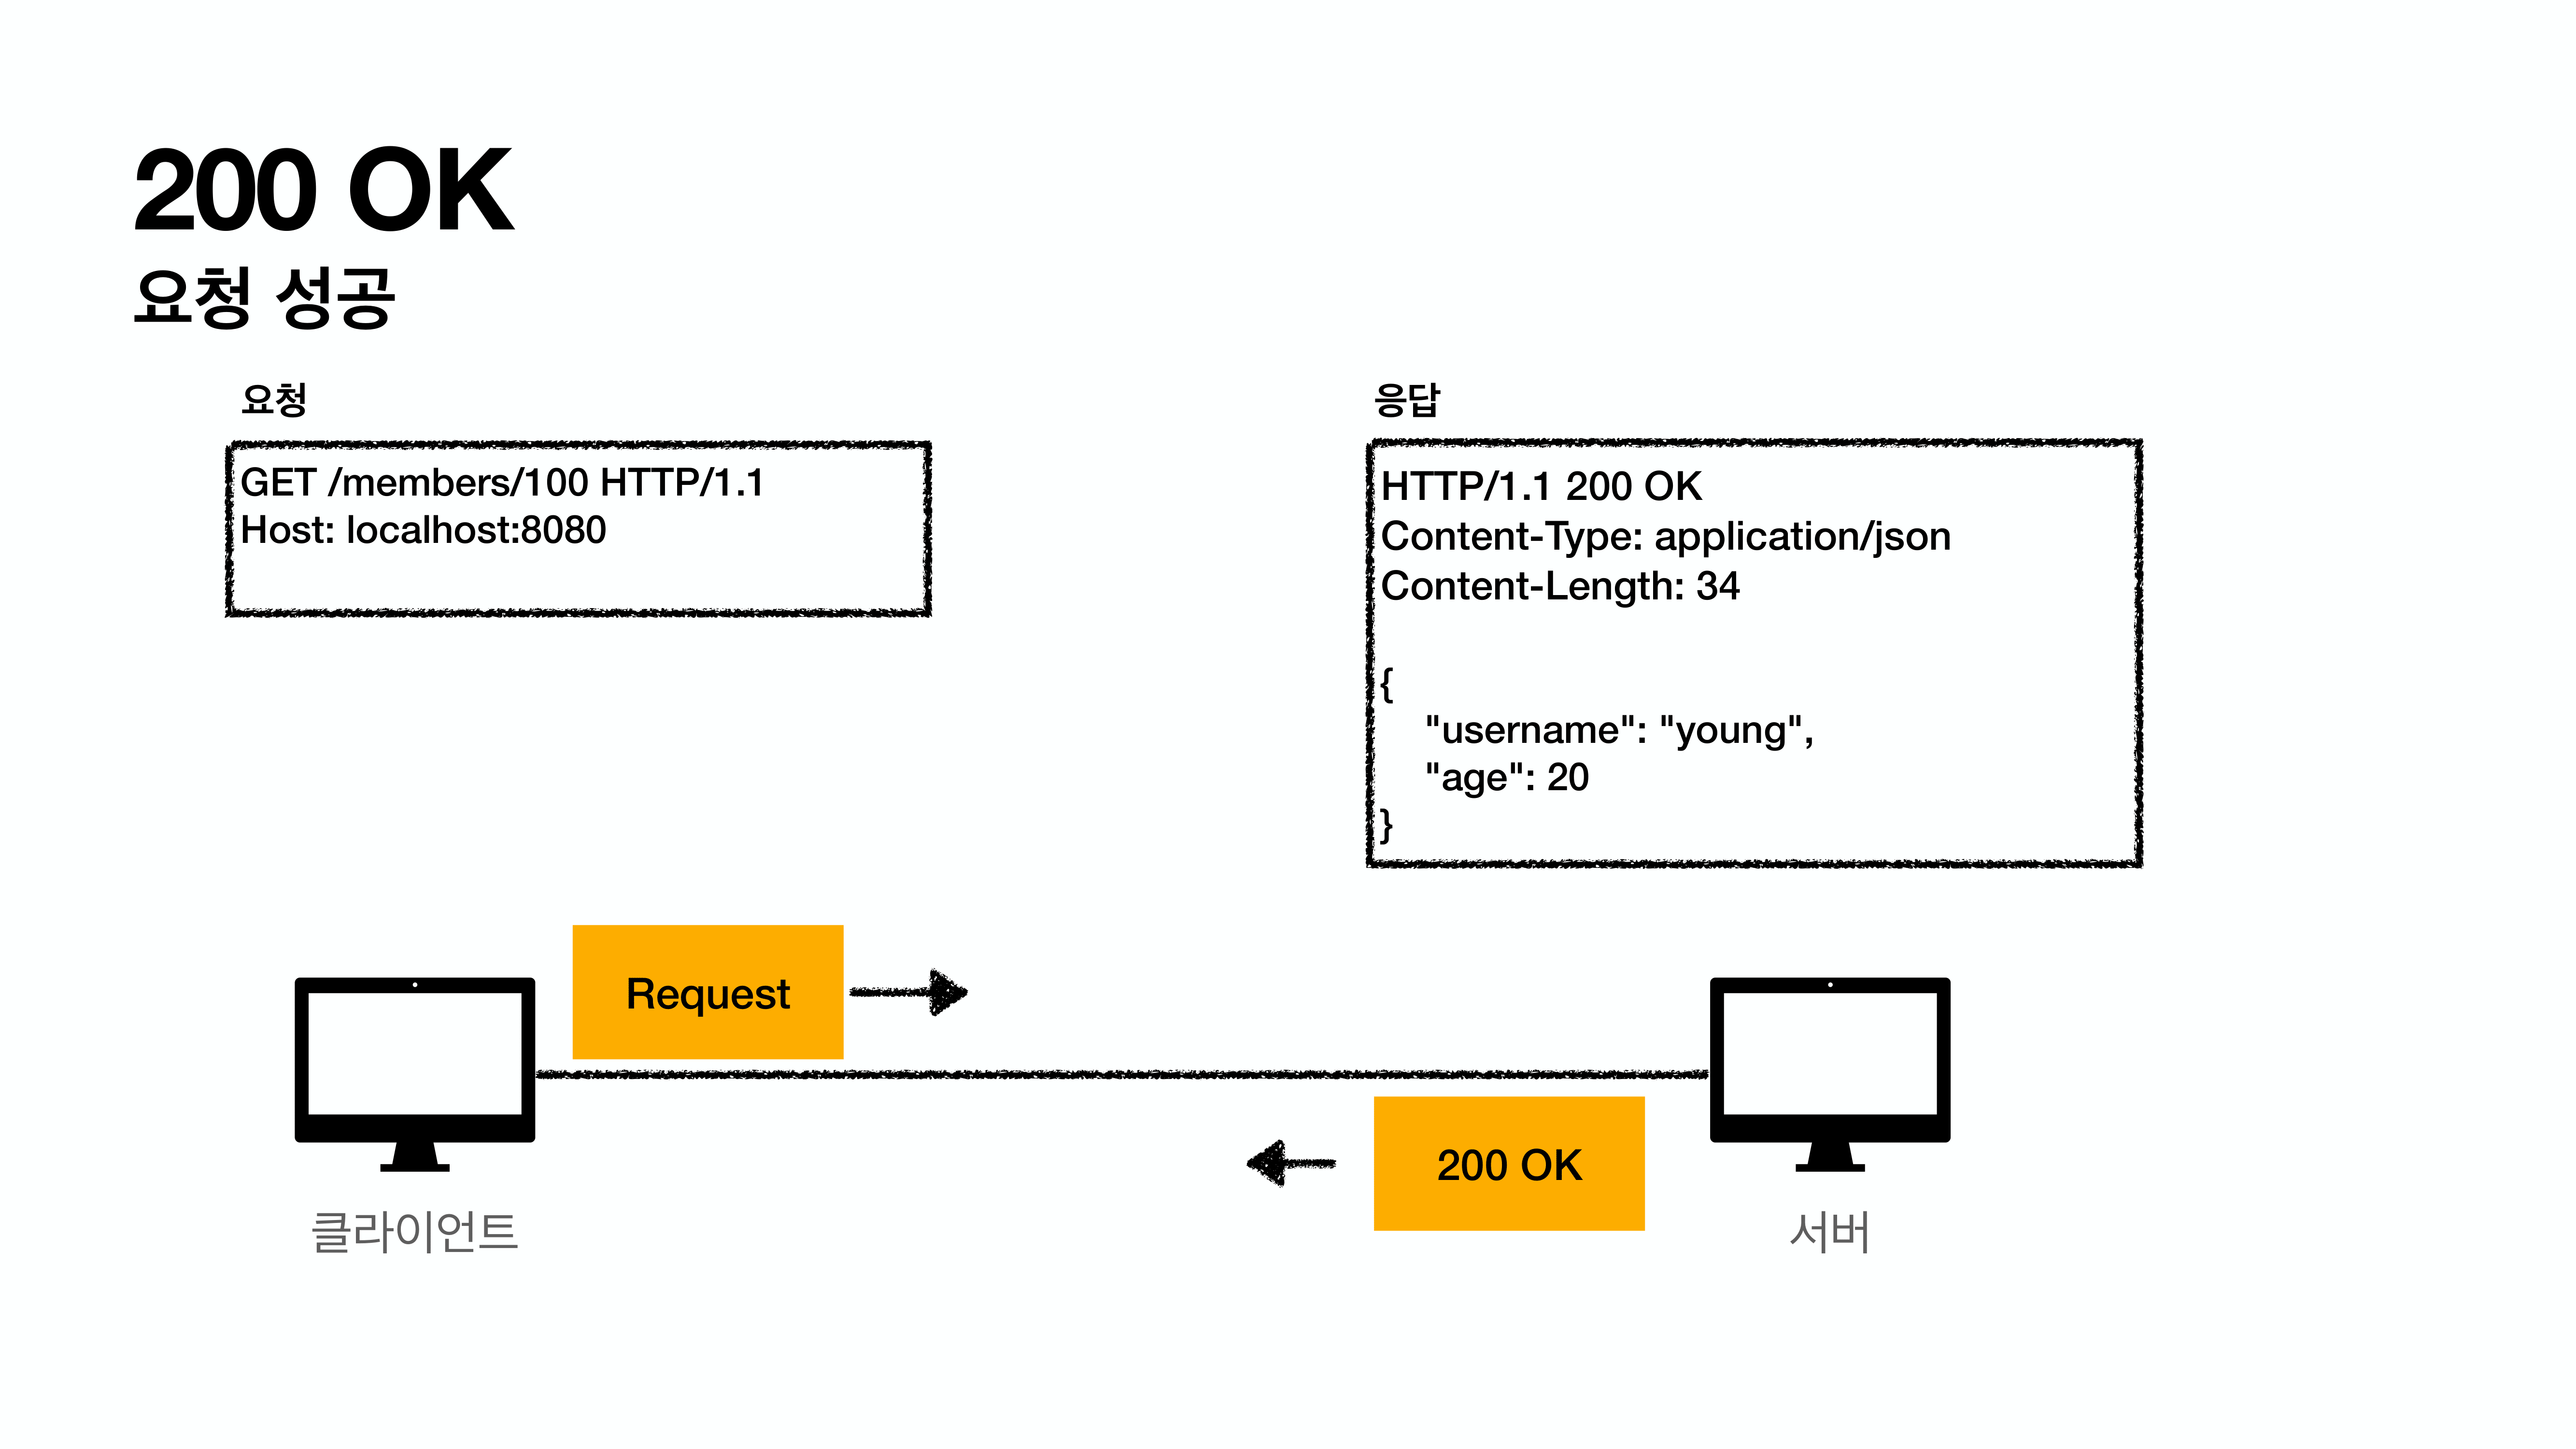 200 OK
요청 성공
요청
GET /members/100 HTTP/1.1
Host: localhost:8080
응답
HTTP/1.1 200 OK
Content-Type: application/json
Content-Length: 34
{
"username": "young",
"age": 20
}
Request
200 OK
클라이언트
서버